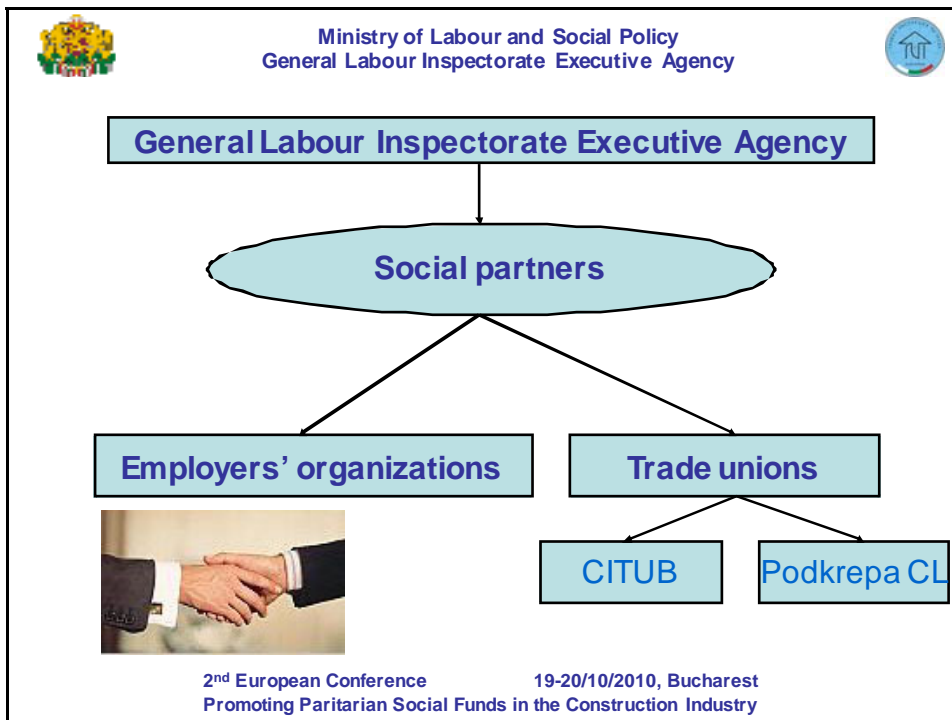 Ministry of Labour and Social Policy
General Labour Inspectorate Executive Agency
General Labour Inspectorate Executive Agency
Social partners
Employers' organizations
Trade unions
CITUB
Podkrepa CL
2nd European Conference 19-20/10/2010, Bucharest
Promoting Paritarian Social Funds in the Construction Industry